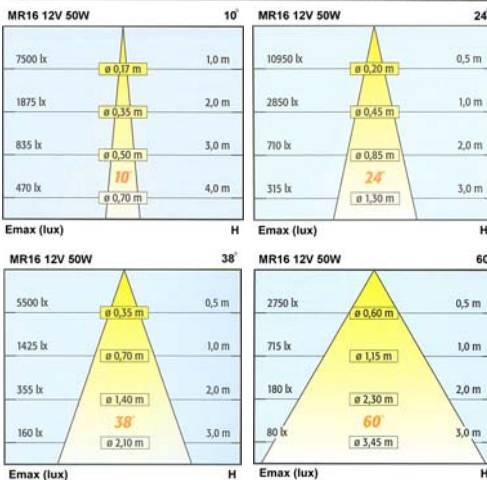 MR16 12V 50W 10°
7500 lx 1,0 m
ø 0,17 m
1875 lx 2,0 m
ø 0,35 m
835 lx 3,0 m
ø 0,50 m
10°
470 lx 4,0 m
ø 0,70 m
Emax (lux) H
MR16 12V 50W 24°
10950 lx 0,5 m
ø 0,20 m
2850 lx 1,0 m
ø 0,45 m
710 lx 2,0 m
ø 0,85 m
24°
315 lx 3,0 m
ø 1,30 m
Emax (lux) H
MR16 12V 50W 38°
5500 lx 0,5 m
ø 0,35 m
1425 lx 1,0 m
ø 0,70 m
355 lx 2,0 m
ø 1,40 m
38°
160 lx 3,0 m
ø 2,10 m
Emax (lux) H
MR16 12V 50W 60
2750 lx 0,5 m
ø 0,60 m
715 lx 1,0 m
ø 1,15 m
180 lx 2,0 m
ø 2,30 m
60°
80 lx 3,0 m
ø 3,45 m
Emax (lux) H